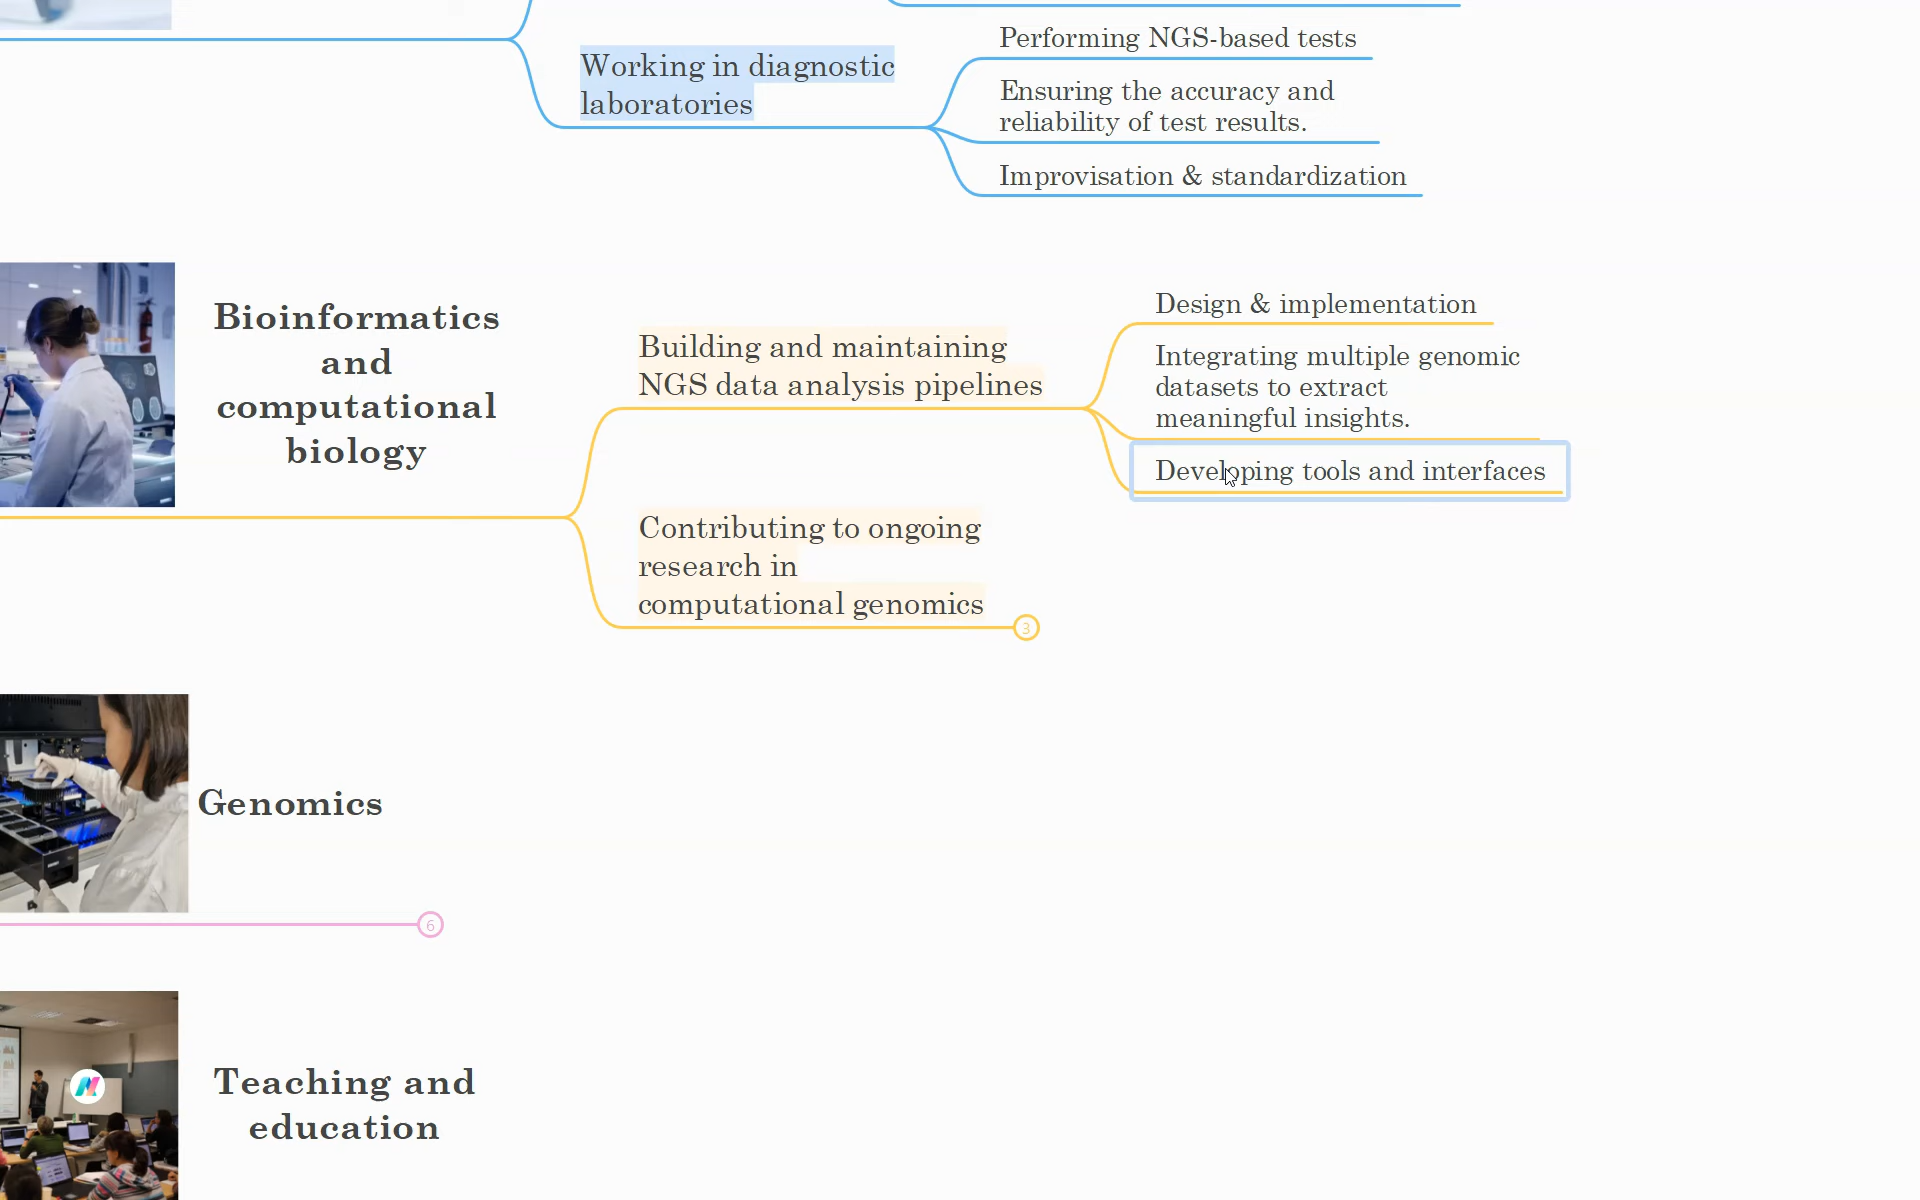 Performing NGS-based tests
Working in diagnostic
laboratories
Ensuring the accuracy and
reliability of test results.
Improvisation & standardization
Bioinformatics
and
computational
biology
Building and maintaining
NGS data analysis pipelines
Design & implementation
Integrating multiple genomic
datasets to extract
meaningful insights.
Developing tools and interfaces
Contributing to ongoing
research in
computational genomics
3
Genomics
6
Teaching and
education